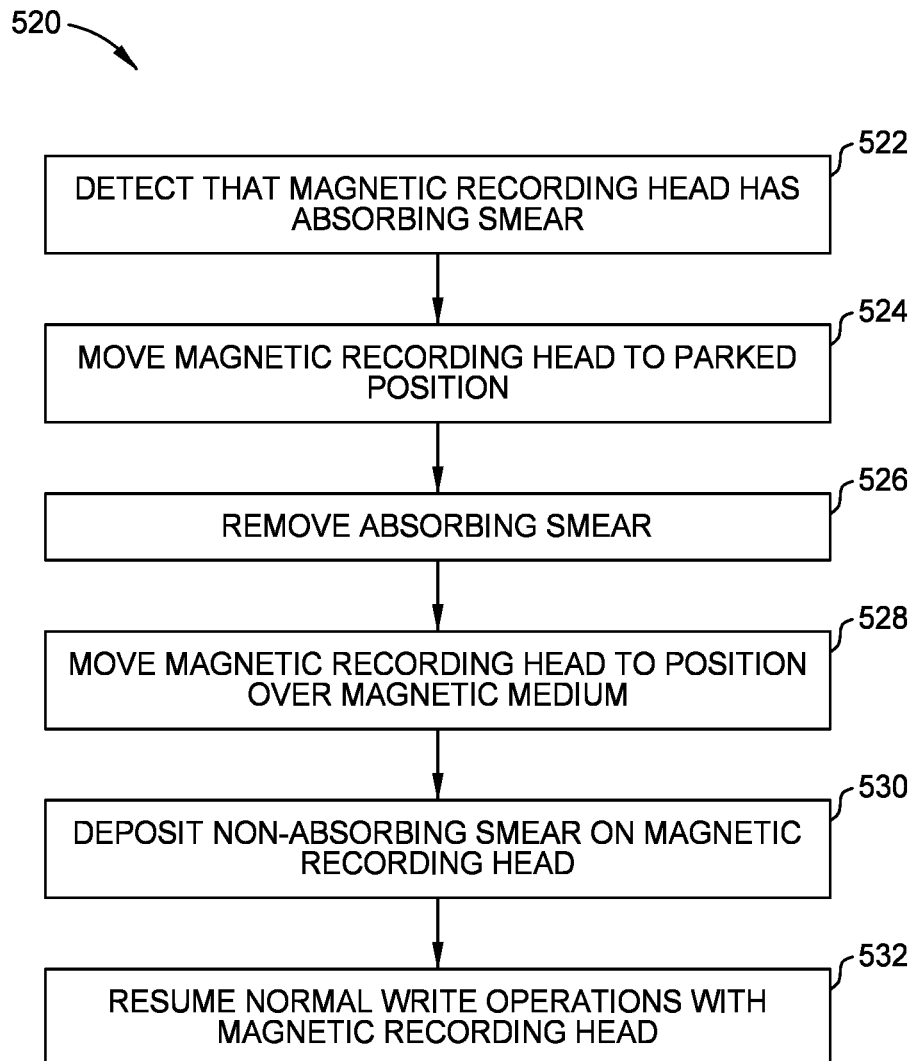 520
522
DETECT THAT MAGNETIC RECORDING HEAD HAS
ABSORBING SMEAR
524
MOVE MAGNETIC RECORDING HEAD TO PARKED
POSITION
526
REMOVE ABSORBING SMEAR
528
MOVE MAGNETIC RECORDING HEAD TO POSITION
OVER MAGNETIC MEDIUM
530
DEPOSIT NON-ABSORBING SMEAR ON MAGNETIC
RECORDING HEAD
532
RESUME NORMAL WRITE OPERATIONS WITH
MAGNETIC RECORDING HEAD